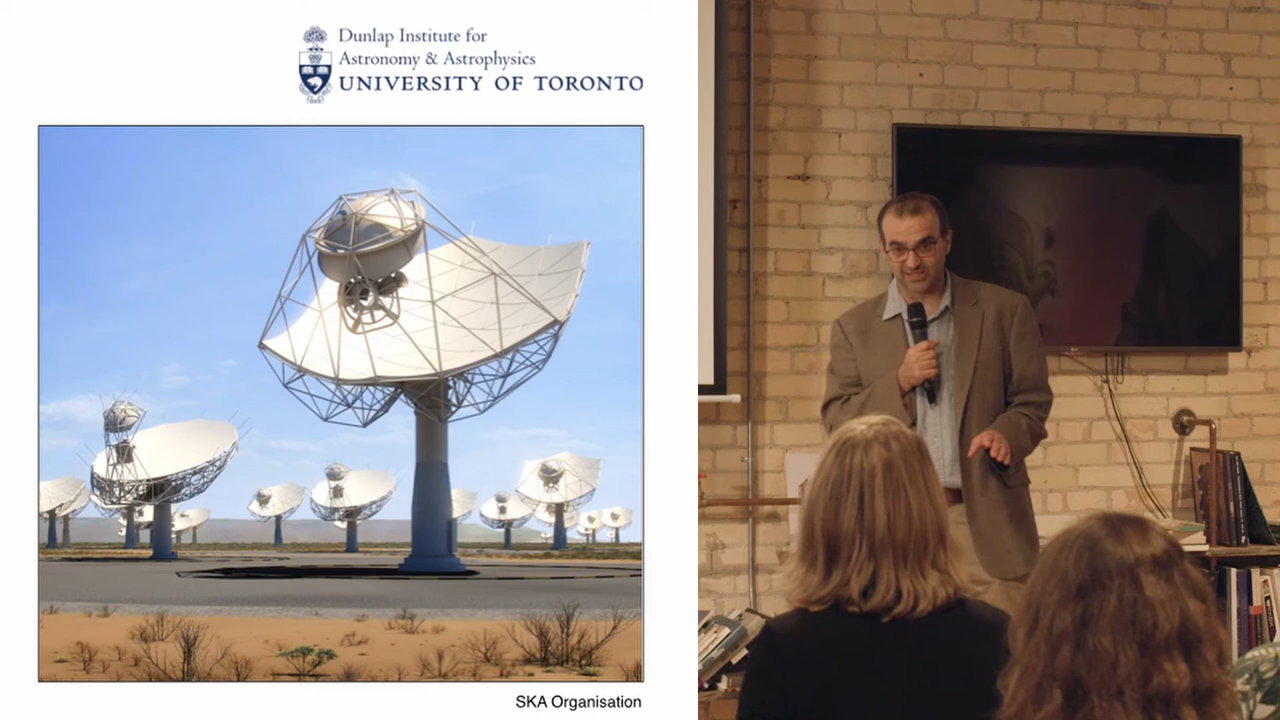 Dunlap Institute for
Astronomy & Astrophysics
UNIVERSITY OF TORONTO
SKA Organisation